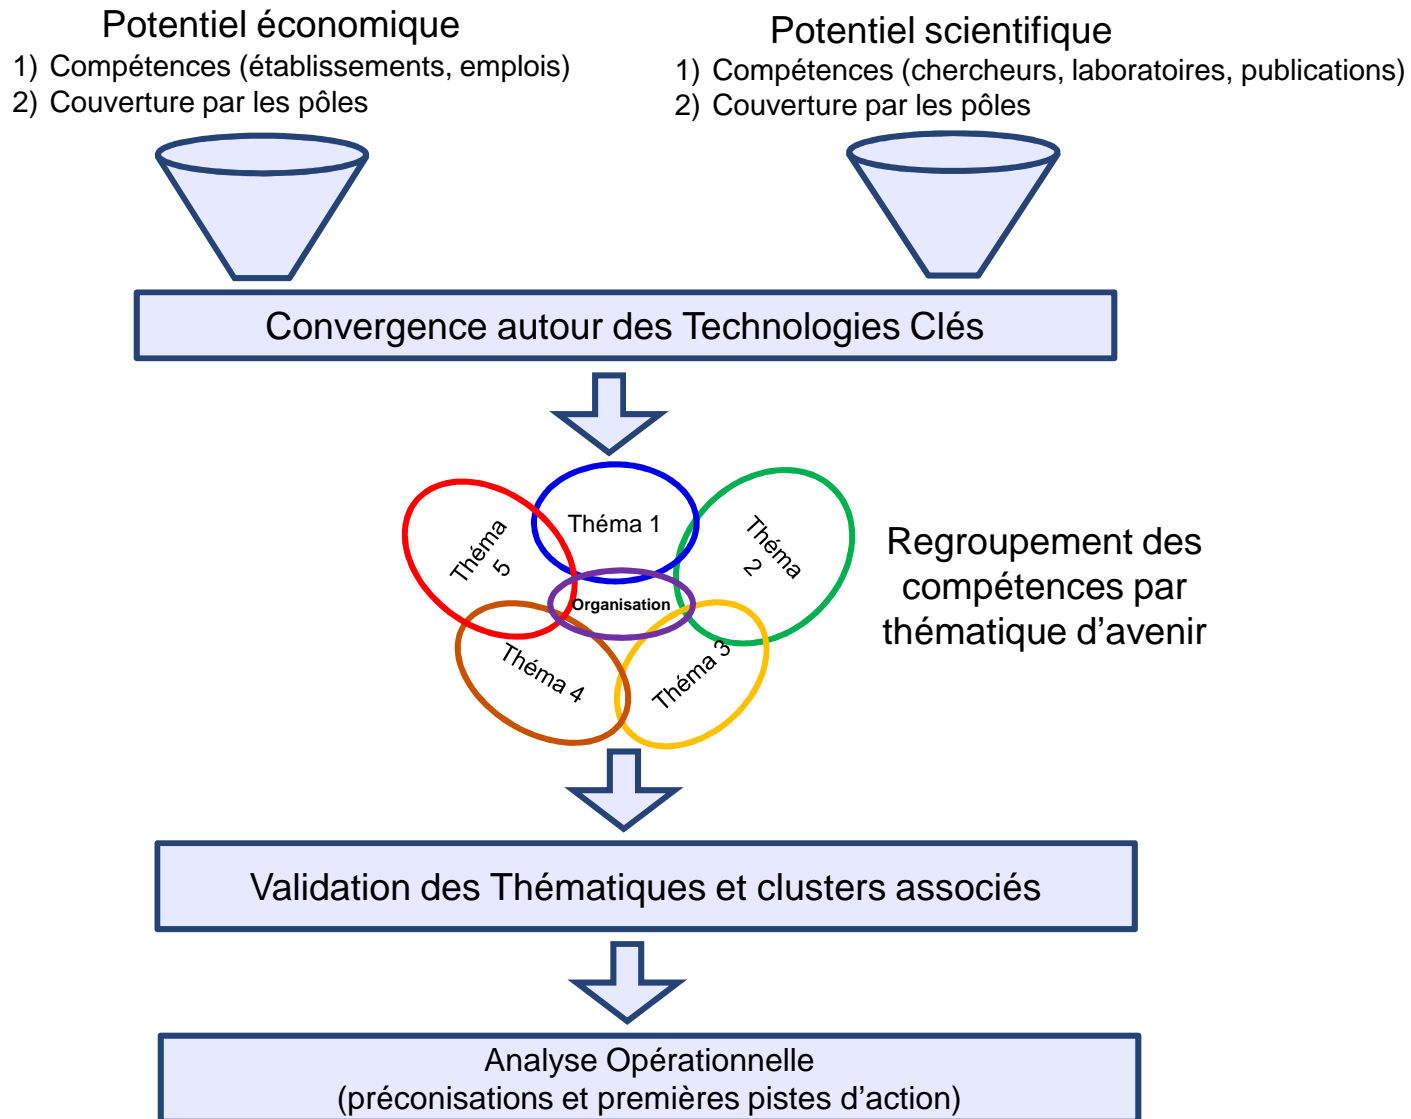 Potentiel économique
1) Compétences (établissements, emplois)
2) Couverture par les pôles
Potentiel scientifique
1) Compétences (chercheurs, laboratoires, publications)
2) Couverture par les pôles
Convergence autour des Technologies Clés
Théma 1
Théma
2
Théma 3
Théma 4
Théma
5
Organisation
Regroupement des
compétences par
thématique d’avenir
Validation des Thématiques et clusters associés
Analyse Opérationnelle
(préconisations et premières pistes d’action)